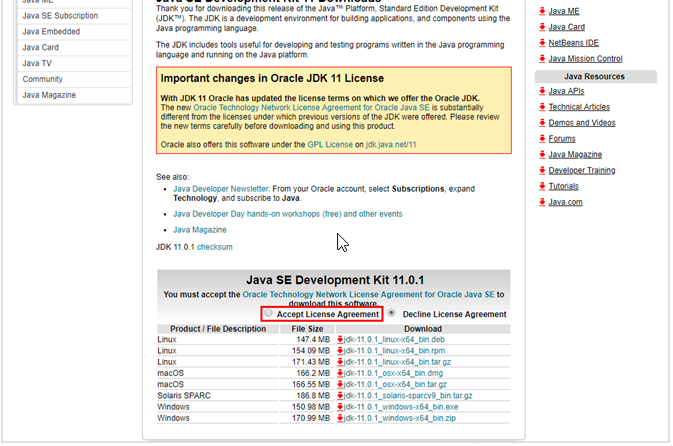 Java ME
Java SE Subscription
Java Embedded
Java Card
Java TV
Community
Java Magazine
Java SE Development Kit 11 Downloads
Thank you for downloading this release of the Java™ Platform, Standard Edition Development
Kit (JDK™). The JDK is a development environment for building applications, and components using the
Java programming language.
The JDK includes tools useful for developing and testing programs written in the Java programming
language and running on the Java platform.
Important changes in Oracle JDK 11 License
With JDK 11 Oracle has updated the license terms on which we offer the Oracle JDK.
The new Oracle Technology Network License Agreement for Oracle Java SE is substantially
different from the licenses under which previous versions of the JDK were offered. Please review
the new terms carefully before downloading and using this product.
Oracle also offers this software under the GPL License on jdk.java.net/11
See also:
• Java Developer Newsletter: From your Oracle account, select Subscriptions, expand
Technology, and subscribe to Java.
• Java Developer Day hands-on workshops (free) and other events
• Java Magazine
JDK 11.0.1 checksum
Java SE Development Kit 11.0.1
You must accept the Oracle Technology Network License Agreement for Oracle Java SE to
download this software.
Accept License Agreement Decline License Agreement
Product / File Description File Size Download
Linux 147.4 MB jdk-11.0.1_linux-x64_bin.deb
Linux 154.09 MB jdk-11.0.1_linux-x64_bin.rpm
Linux 171.43 MB jdk-11.0.1_linux-x64_bin.tar.gz
macOS 166.2 MB jdk-11.0.1_osx-x64_bin.dmg
macOS 166.55 MB jdk-11.0.1_osx-x64_bin.tar.gz
Solaris SPARC 186.8 MB jdk-11.0.1_solaris-sparcv9_bin.tar.gz
Windows 150.98 MB jdk-11.0.1_windows-x64_bin.exe
Windows 170.99 MB jdk-11.0.1_windows-x64_bin.zip
Java ME
Java Card
NetBeans IDE
Java Mission Control
Java Resources
Java APIs
Technical Articles
Demos and Videos
Forums
Java Magazine
Developer Training
Tutorials
Java.com